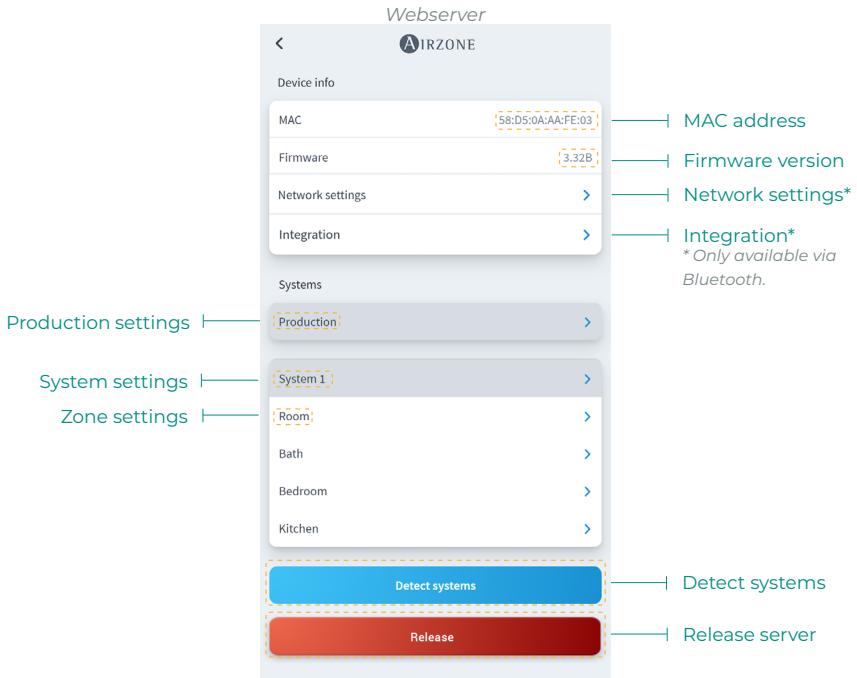 Webserver
AIRZONE
Device info
MAC 58:D5:0A:AA:FE:03 MAC address
Firmware 3.32B Firmware version
Network settings Network settings*
Integration Integration*
* Only available via
Bluetooth.
Systems
Production settings Production
System settings System 1
Zone settings Room
Bath
Bedroom
Kitchen
Detect systems Detect systems
Release Release server